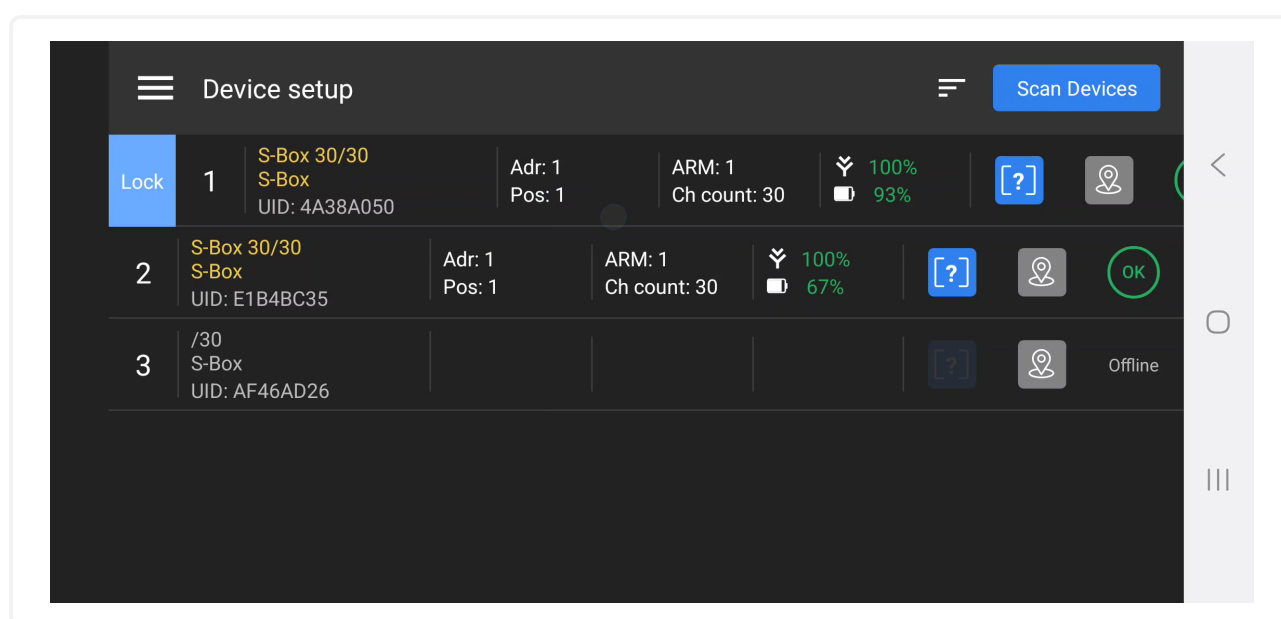 Device setup
Scan Devices
Lock
1
S-Box 30/30
S-Box
UID: 4A38A050
Adr: 1
Pos: 1
ARM: 1
Ch count: 30
100%
93%
[?]
2
S-Box 30/30
S-Box
UID: E1B4BC35
Adr: 1
Pos: 1
ARM: 1
Ch count: 30
100%
67%
[?]
OK
3
/30
S-Box
UID: AF46AD26
[?]
Offline